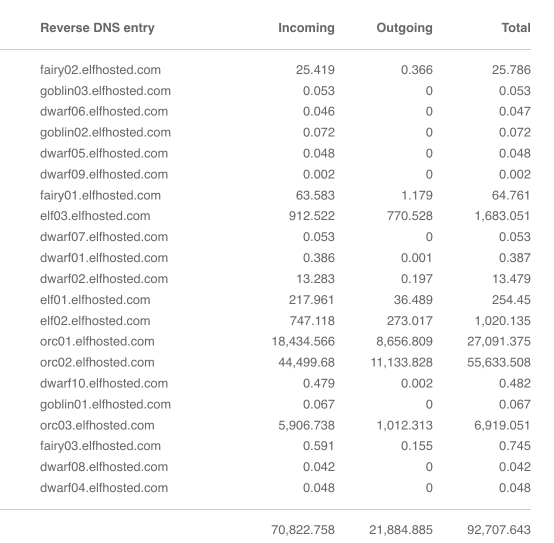 Reverse DNS entry Incoming Outgoing Total
fairy02.elfhosted.com 25.419 0.366 25.786
goblin03.elfhosted.com 0.053 0 0.053
dwarf06.elfhosted.com 0.046 0 0.047
goblin02.elfhosted.com 0.072 0 0.072
dwarf05.elfhosted.com 0.048 0 0.048
dwarf09.elfhosted.com 0.002 0 0.002
fairy01.elfhosted.com 63.583 1.179 64.761
elf03.elfhosted.com 912.522 770.528 1,683.051
dwarf07.elfhosted.com 0.053 0 0.053
dwarf01.elfhosted.com 0.386 0.001 0.387
dwarf02.elfhosted.com 13.283 0.197 13.479
elf01.elfhosted.com 217.961 36.489 254.45
elf02.elfhosted.com 747.118 273.017 1,020.135
orc01.elfhosted.com 18,434.566 8,656.809 27,091.375
orc02.elfhosted.com 44,499.68 11,133.828 55,633.508
dwarf10.elfhosted.com 0.479 0.002 0.482
goblin01.elfhosted.com 0.067 0 0.067
orc03.elfhosted.com 5,906.738 1,012.313 6,919.051
fairy03.elfhosted.com 0.591 0.155 0.745
dwarf08.elfhosted.com 0.042 0 0.042
dwarf04.elfhosted.com 0.048 0 0.048
70,822.758 21,884.885 92,707.643